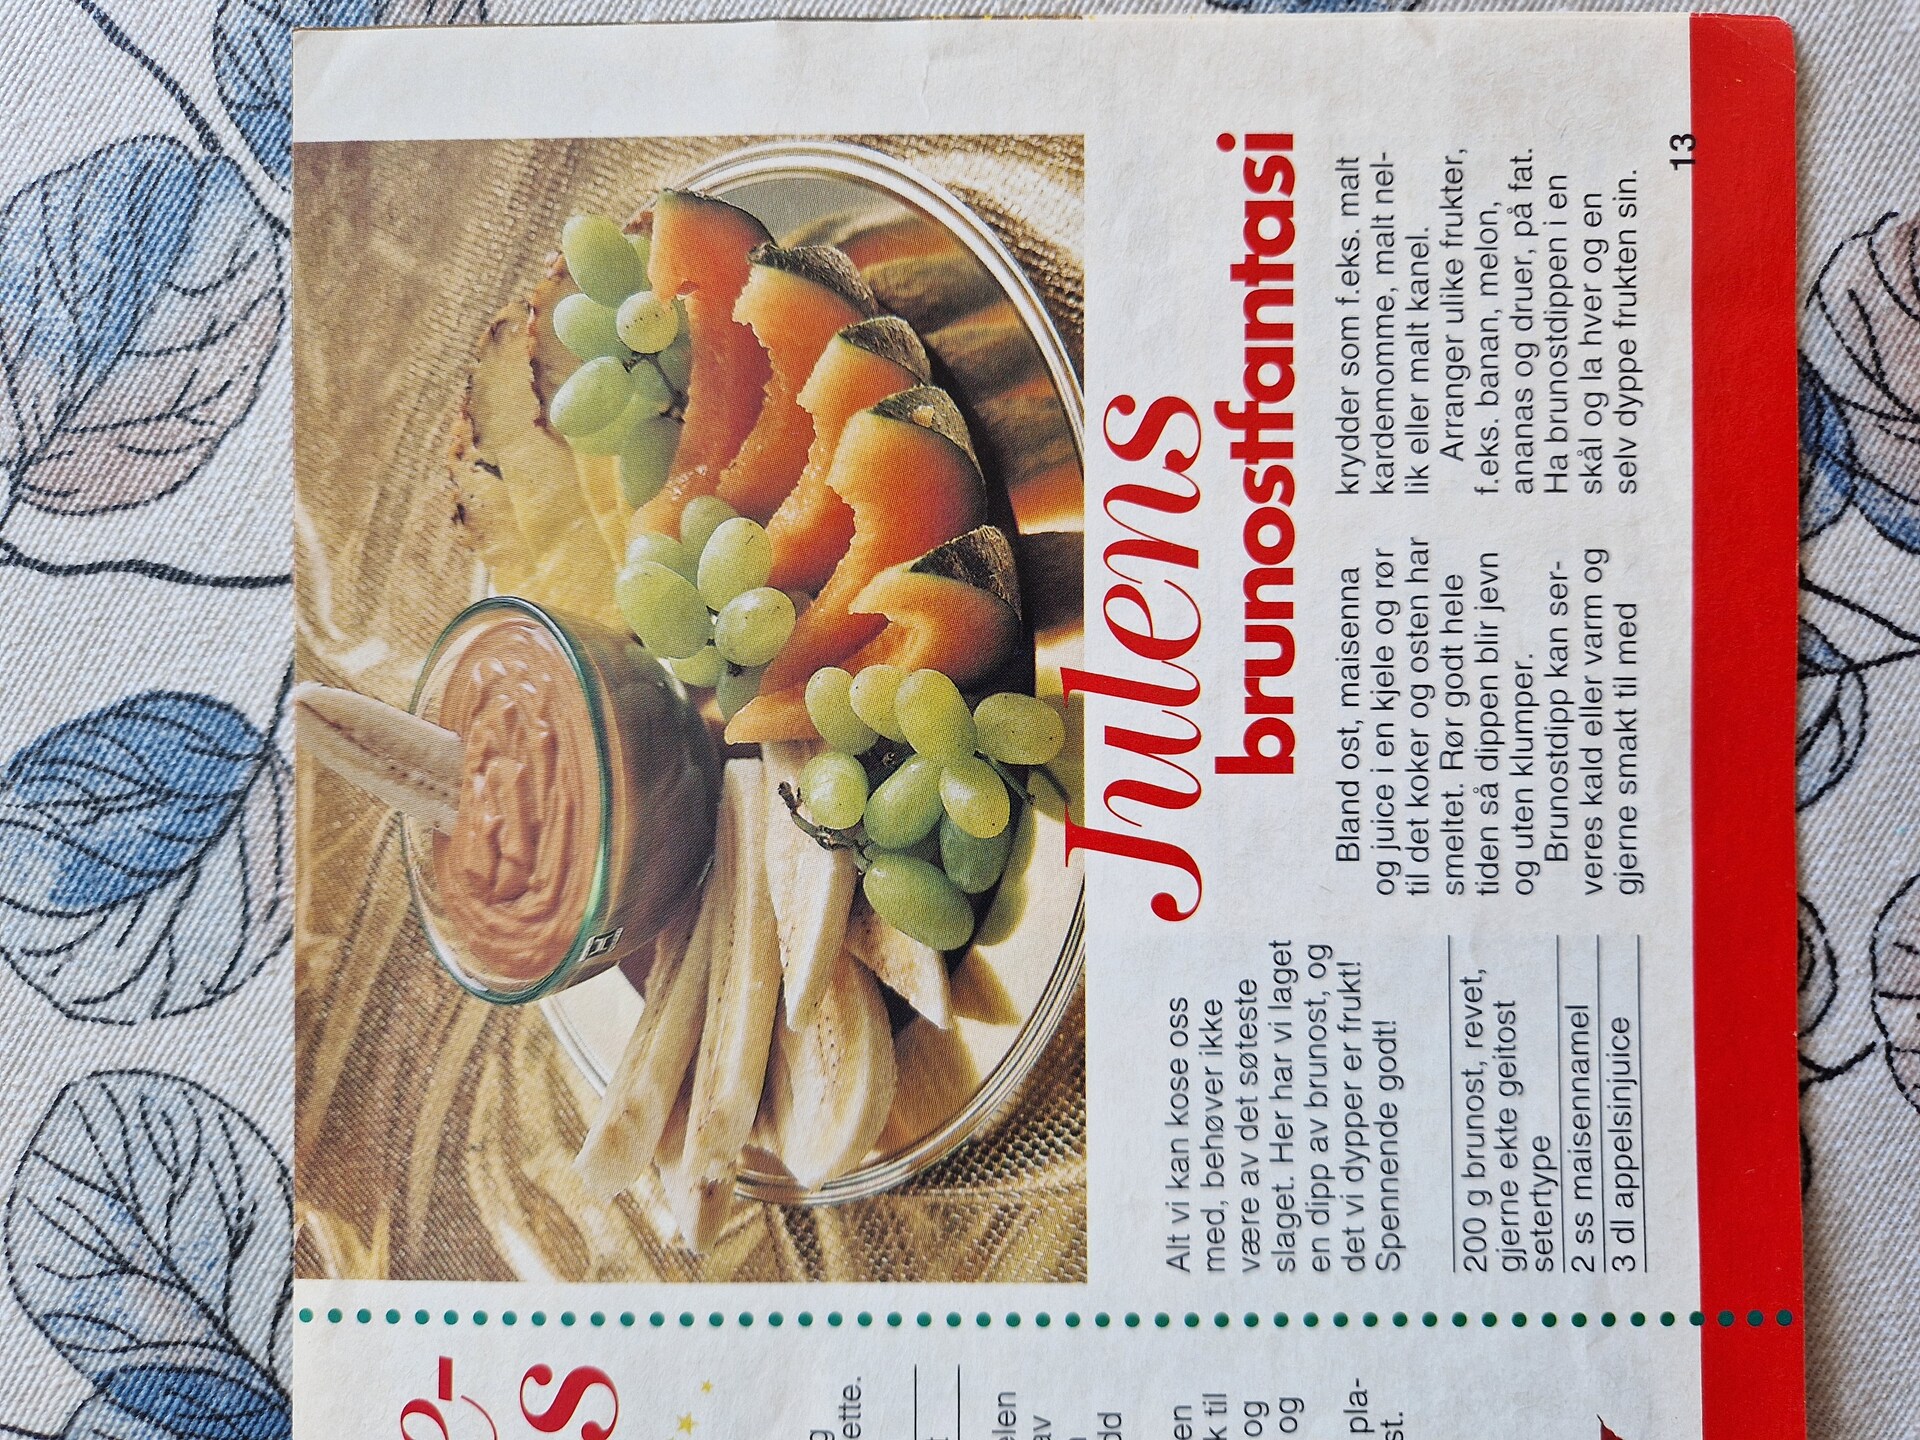 e-
s
g
ette.
t
elen
av
dd
en
k til
og
og
pla-
st.
Julens
brunostfantasi
Alt vi kan kose oss
med, behøver ikke
være av det søteste
slaget. Her har vi laget
en dipp av brunost, og
det vi dypper er frukt!
Spennende godt!
200 g brunost, revet,
gjerne ekte geitost
setertype
2 ss maisennamel
3 dl appelsinjuice
Bland ost, maisenna
og juice i en kjele og rør
til det koker og osten har
smeltet. Rør godt hele
tiden så dippen blir jevn
og uten klumper.
Brunostdipp kan ser-
veres kald eller varm og
gjerne smakt til med
krydder som f.eks. malt
kardemomme, malt nel-
lik eller malt kanel.
Arranger ulike frukter,
f.eks. banan, melon,
ananas og druer, på fat.
Ha brunostdippen i en
skål og la hver og en
selv dyppe frukten sin.
13